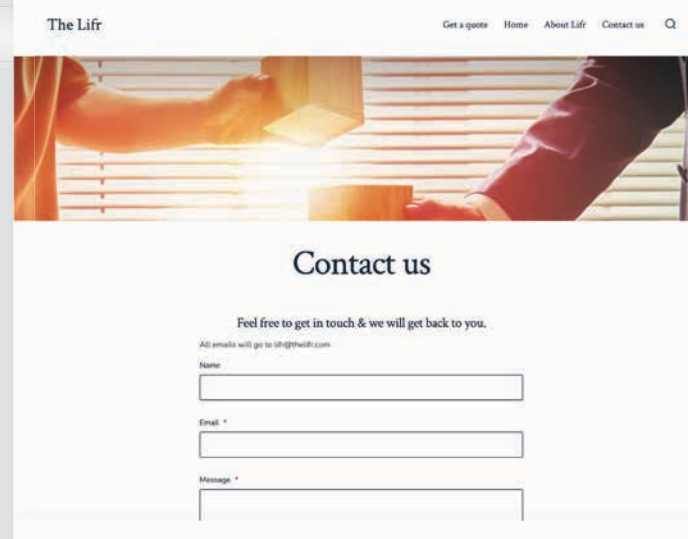 The Lifr
Get a quote Home About Lifr Contact us
Contact us
Feel free to get in touch & we will get back to you.
All emails will go to lifr@thelifr.com
Name
Email *
Message *